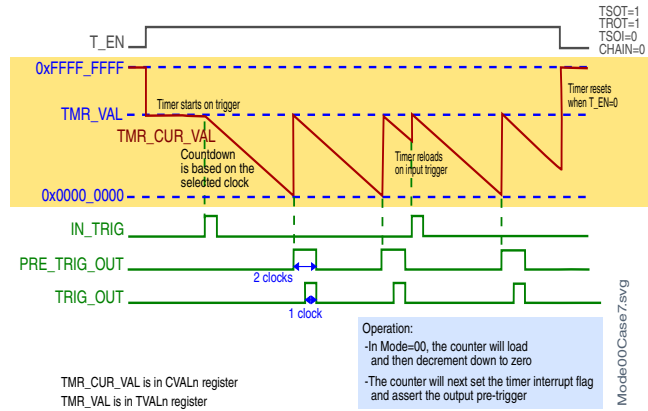 TSOT=1
TROT=1
TSOI=0
CHAIN=0
T_EN
0xFFFF_FFFF
Timer resets
when T_EN=0
Timer starts on trigger
TMR_VAL
TMR_CUR_VAL
Countdown
is based on the
selected clock
Timer reloads
on input trigger
0x0000_0000
IN_TRIG
PRE_TRIG_OUT
2 clocks
TRIG_OUT
1 clock
Operation:
-In Mode=00, the counter will load
and then decrement down to zero
-The counter will next set the timer interrupt flag
and assert the output pre-trigger
TMR_CUR_VAL is in CVALn register
TMR_VAL is in TVALn register
Mode00Case7.svg